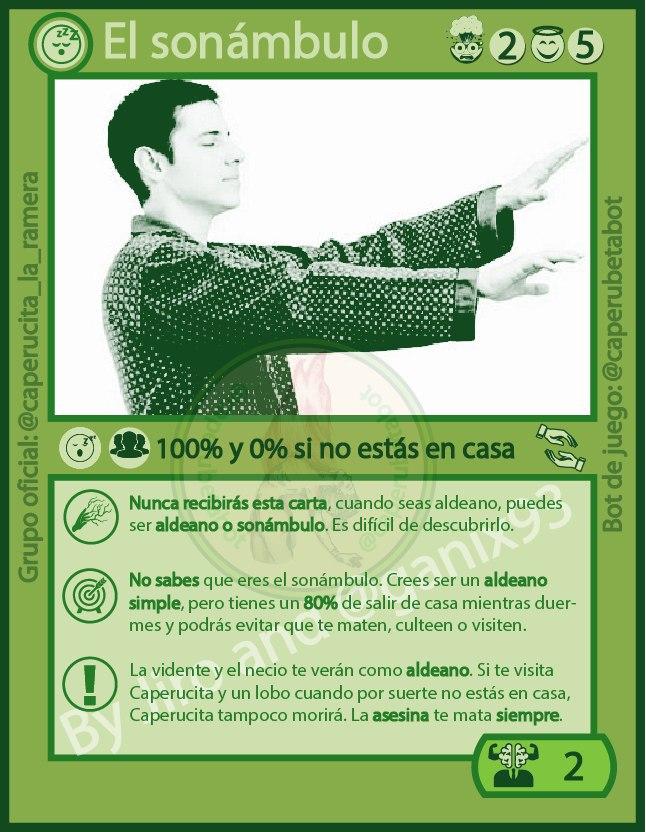 El sonámbulo
2
5
Grupo oficial: @caperucita_la_ramera
Bot de juego: @caperubetabot
100% y 0% si no estás en casa
Nunca recibirás esta carta, cuando seas aldeano, puedes
ser aldeano o sonámbulo. Es difícil de descubrirlo.
No sabes que eres el sonámbulo. Crees ser un aldeano
simple, pero tienes un 80% de salir de casa mientras duer-
mes y podrás evitar que te maten, culteen o visiten.
La vidente y el necio te verán como aldeano. Si te visita
Caperucita y un lobo cuando por suerte no estás en casa,
Caperucita tampoco morirá. La asesina te mata siempre.
By liro and @ganix93
2